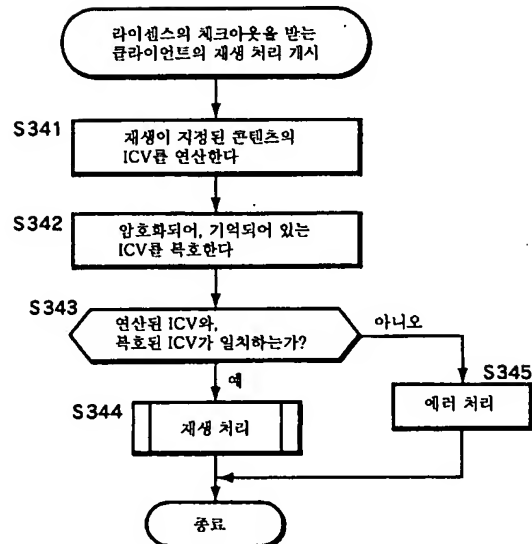 라이센스의 체크아웃을 받는
클라이언트의 재생 처리 개시
S341
재생이 지정된 콘텐츠의
ICV를 연산한다
S342
암호화되어, 기억되어 있는
ICV를 복호한다
S343
연산된 ICV와,
복호된 ICV가 일치하는가?
아니오
예
S344
재생 처리
S345
에러 처리
종료